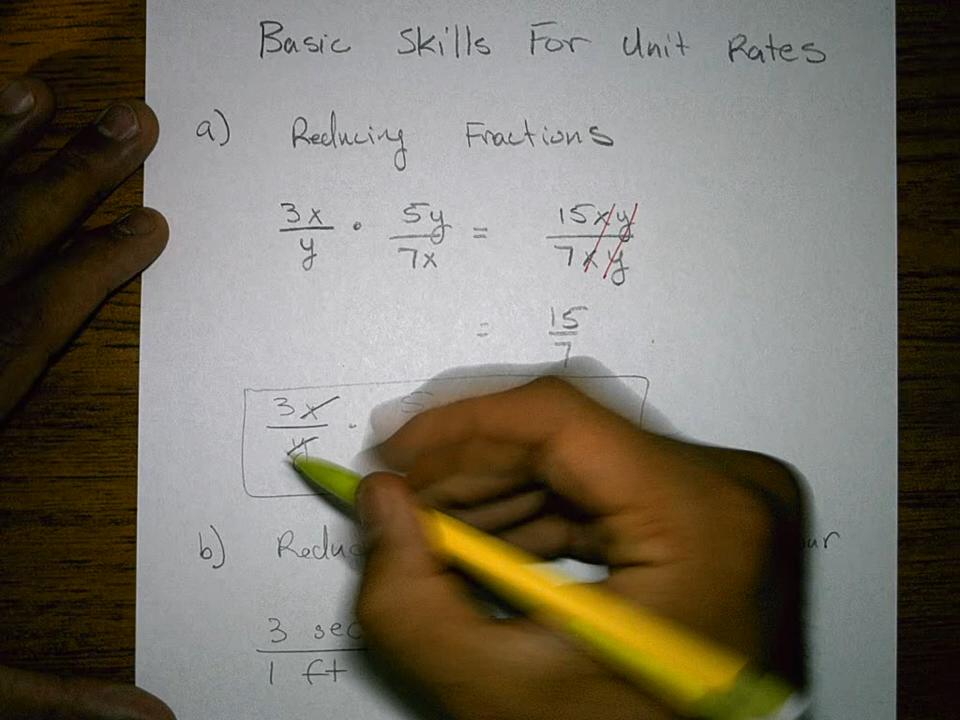 Basic Skills For Unit Rates
a) Reducing Fractions
3x/y · 5y/7x = 15xy/7xy
= 15/7
3x/y · 5
b)
3 sec
1 ft